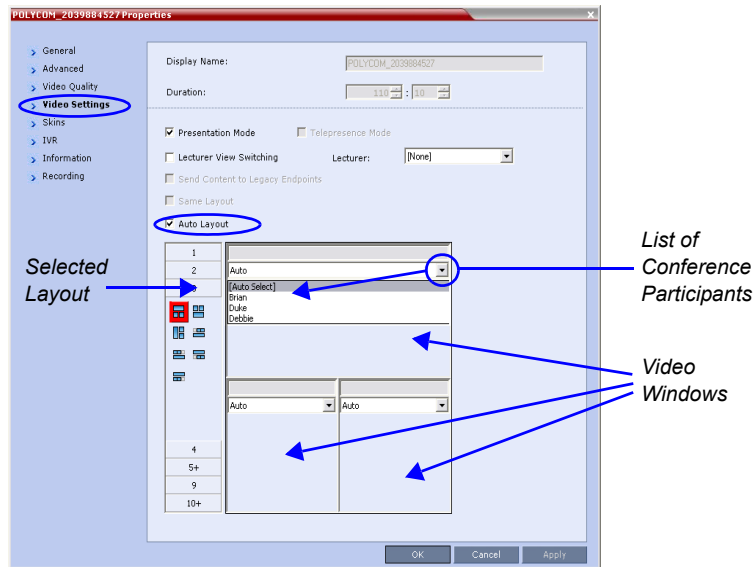 POLYCOM_2039884527 Properties
General
Advanced
Video Quality
Video Settings
Skins
IVR
Information
Recording
Display Name:
POLYCOM_2039884527
Duration:
110 : 10
Presentation Mode
Telepresence Mode
Lecturer View Switching
Lecturer:
[None]
Send Content to Legacy Endpoints
Same Layout
Auto Layout
1
2
Auto
[Auto Select]
Brian
Duke
Debbie
Auto
Auto
4
5+
9
10+
Selected
Layout
List of
Conference
Participants
Video
Windows
OK
Cancel
Apply